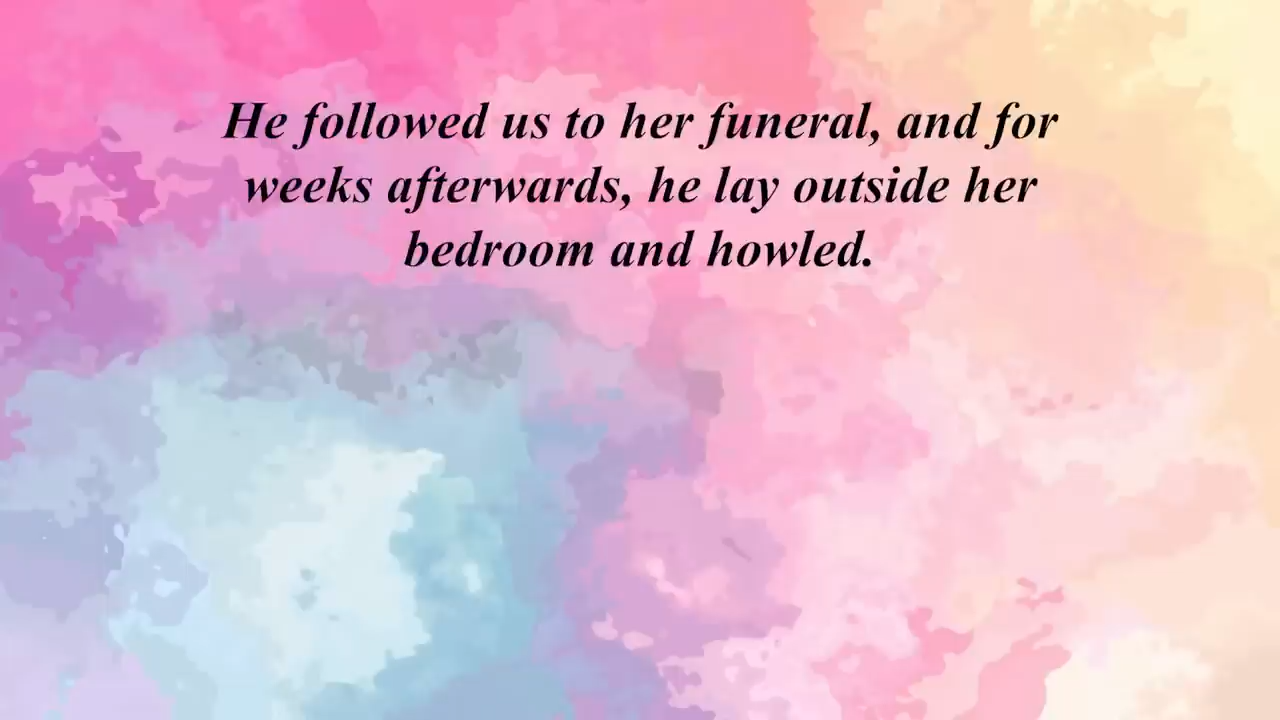 He followed us to her funeral, and for
weeks afterwards, he lay outside her
bedroom and howled.